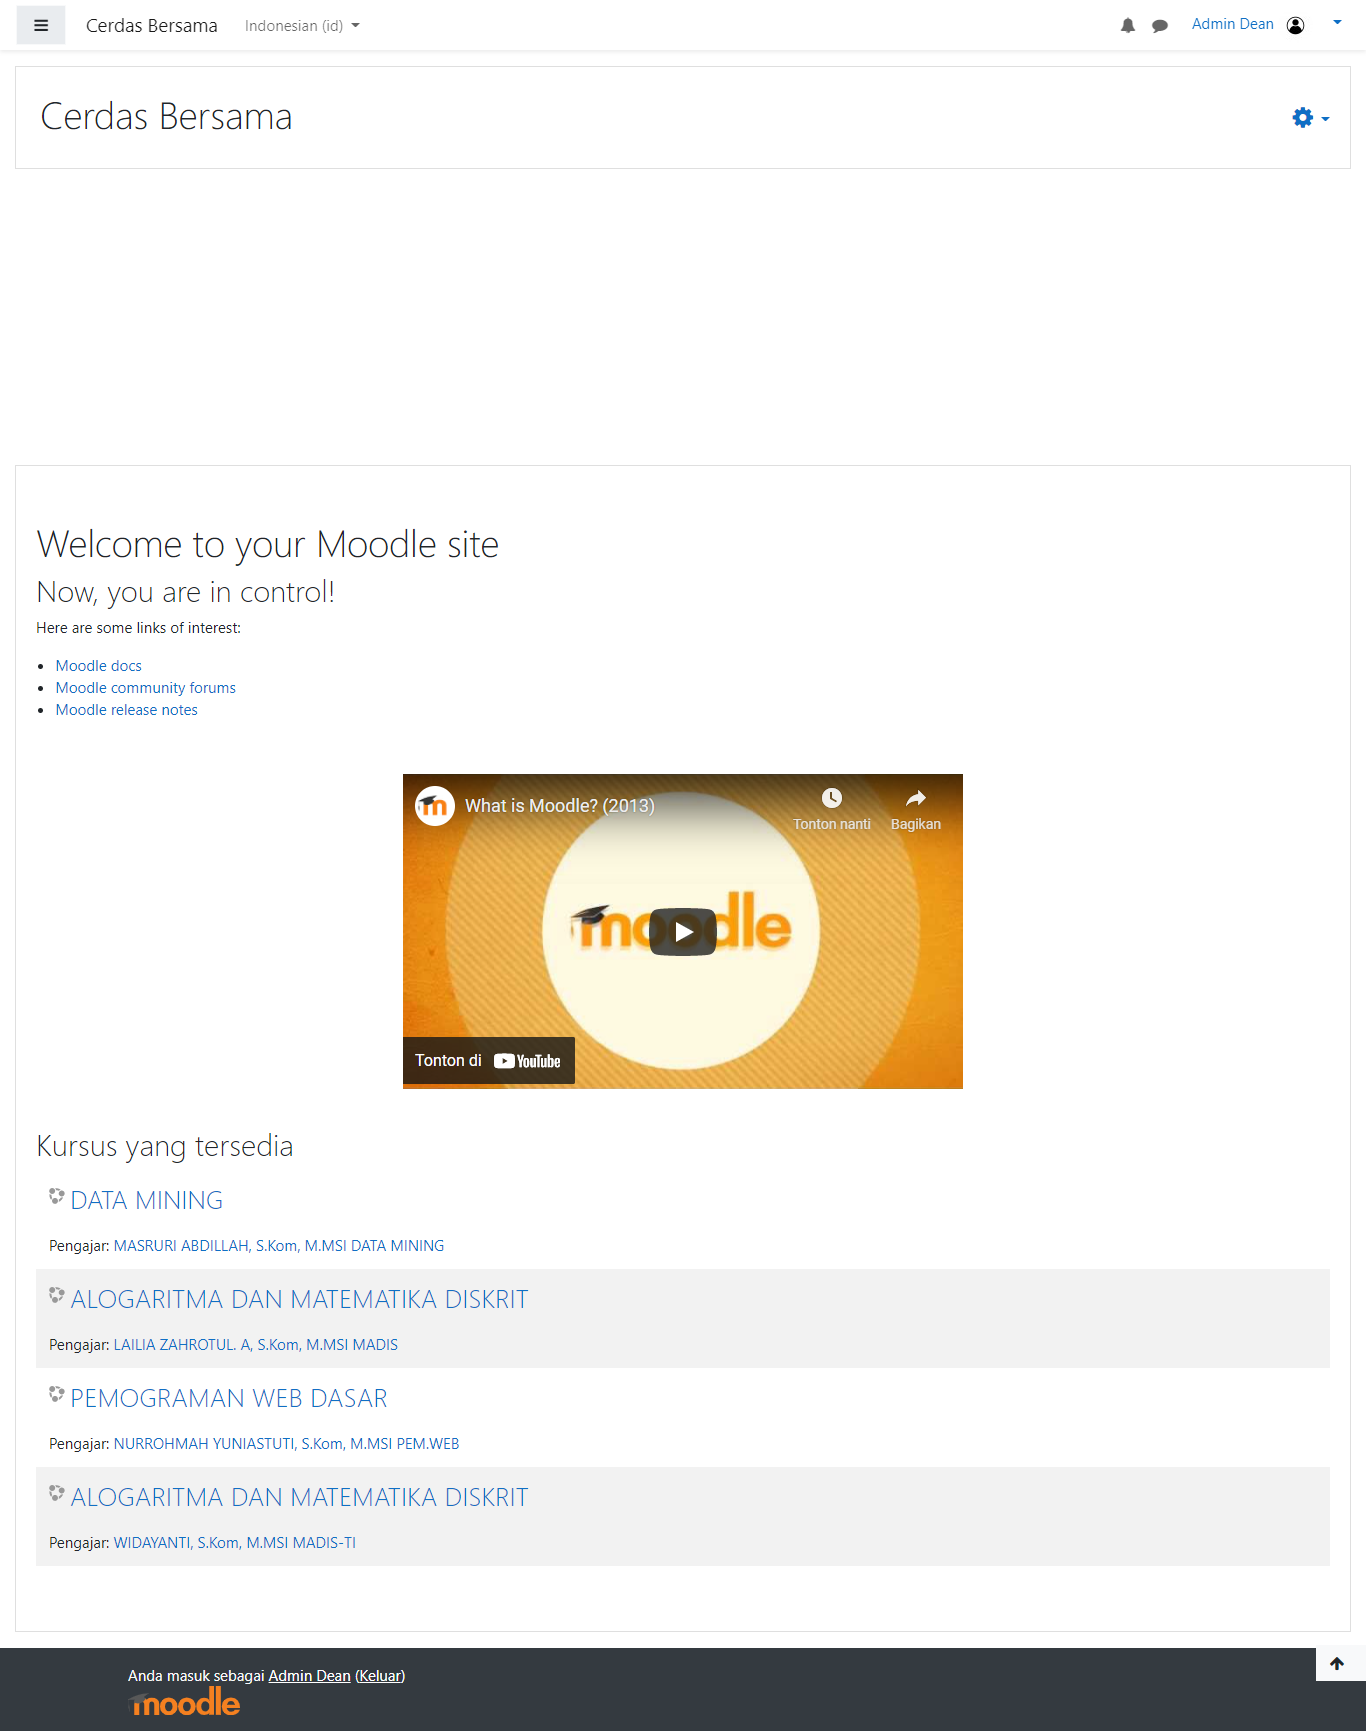 Cerdas Bersama Indonesian (id) Admin Dean
Cerdas Bersama
Welcome to your Moodle site
Now, you are in control!
Here are some links of interest:
Moodle docs
Moodle community forums
Moodle release notes
What is Moodle? (2013)
Tonton nanti Bagikan
moodle
Tonton di YouTube
Kursus yang tersedia
DATA MINING
Pengajar: MASRURI ABDILLAH, S.Kom, M.MSI DATA MINING
ALOGARITMA DAN MATEMATIKA DISKRIT
Pengajar: LAILIA ZAHROTUL. A, S.Kom, M.MSI MADIS
PEMOGRAMAN WEB DASAR
Pengajar: NURROHMAH YUNIASTUTI, S.Kom, M.MSI PEM.WEB
ALOGARITMA DAN MATEMATIKA DISKRIT
Pengajar: WIDAYANTI, S.Kom, M.MSI MADIS-TI
Anda masuk sebagai Admin Dean (Keluar)
moodle